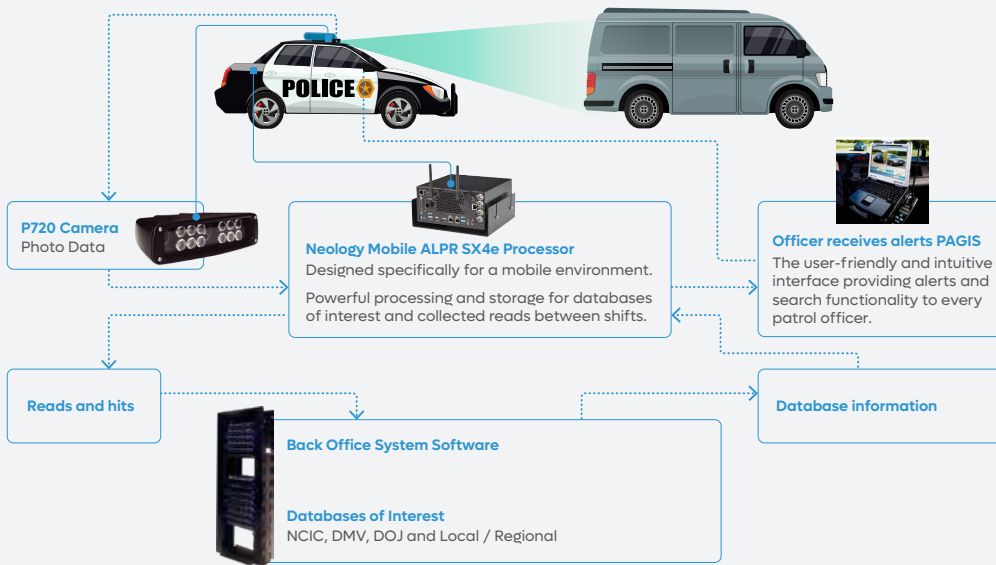 POLICE
P720 Camera
Photo Data
Neology Mobile ALPR SX4e Processor
Designed specifically for a mobile environment.
Powerful processing and storage for databases
of interest and collected reads between shifts.
Officer receives alerts PAGIS
The user-friendly and intuitive
interface providing alerts and
search functionality to every
patrol officer.
Reads and hits
Back Office System Software
Databases of Interest
NCIC, DMV, DOJ and Local / Regional
Database information